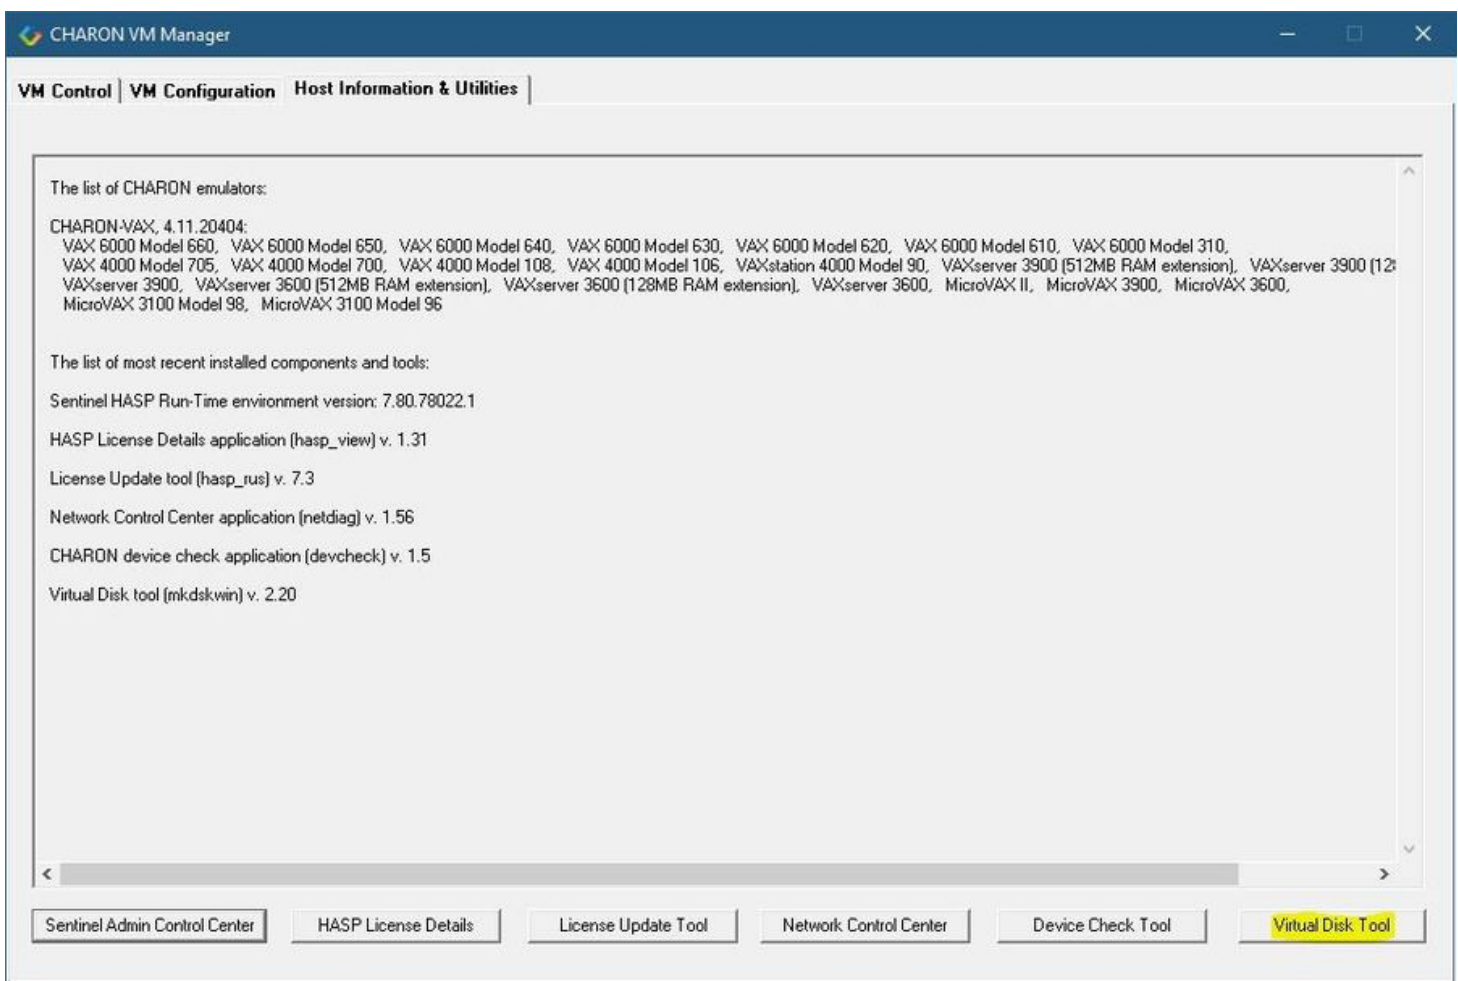 CHARON VM Manager
VM Control
VM Configuration
Host Information & Utilities
The list of CHARON emulators:
CHARON-VAX, 4.11.20404:
VAX 6000 Model 660, VAX 6000 Model 650, VAX 6000 Model 640, VAX 6000 Model 630, VAX 6000 Model 620, VAX 6000 Model 610, VAX 6000 Model 310,
VAX 4000 Model 705, VAX 4000 Model 700, VAX 4000 Model 108, VAX 4000 Model 106, VAXstation 4000 Model 90, VAXserver 3900 (512MB RAM extension), VAXserver 3900 (12
VAXserver 3900, VAXserver 3600 (512MB RAM extension), VAXserver 3600 (128MB RAM extension), VAXserver 3600, MicroVAX II, MicroVAX 3900, MicroVAX 3600,
MicroVAX 3100 Model 98, MicroVAX 3100 Model 96
The list of most recent installed components and tools:
Sentinel HASP Run-Time environment version: 7.80.78022.1
HASP License Details application (hasp_view) v. 1.31
License Update tool (hasp_rus) v. 7.3
Network Control Center application (netdiag) v. 1.56
CHARON device check application (devcheck) v. 1.5
Virtual Disk tool (mkdskwin) v. 2.20
Sentinel Admin Control Center
HASP License Details
License Update Tool
Network Control Center
Device Check Tool
Virtual Disk Tool